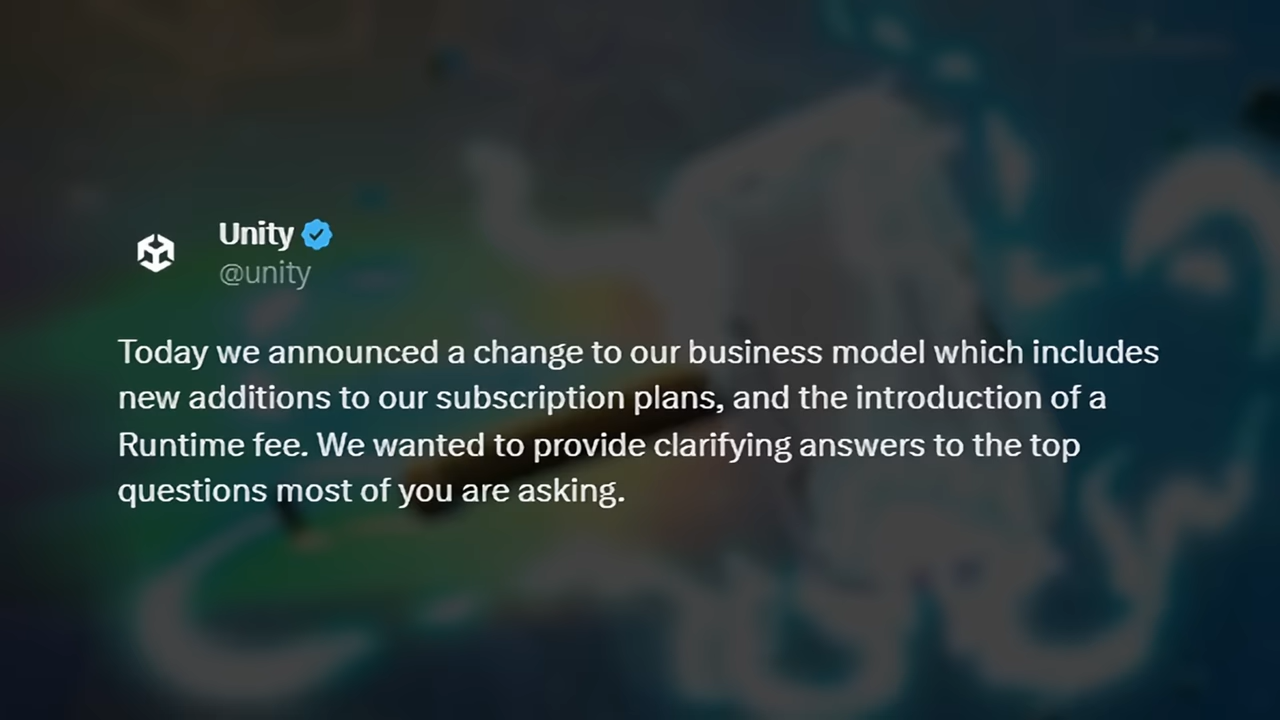 Unity
@unity
Today we announced a change to our business model which includes
new additions to our subscription plans, and the introduction of a
Runtime fee. We wanted to provide clarifying answers to the top
questions most of you are asking.